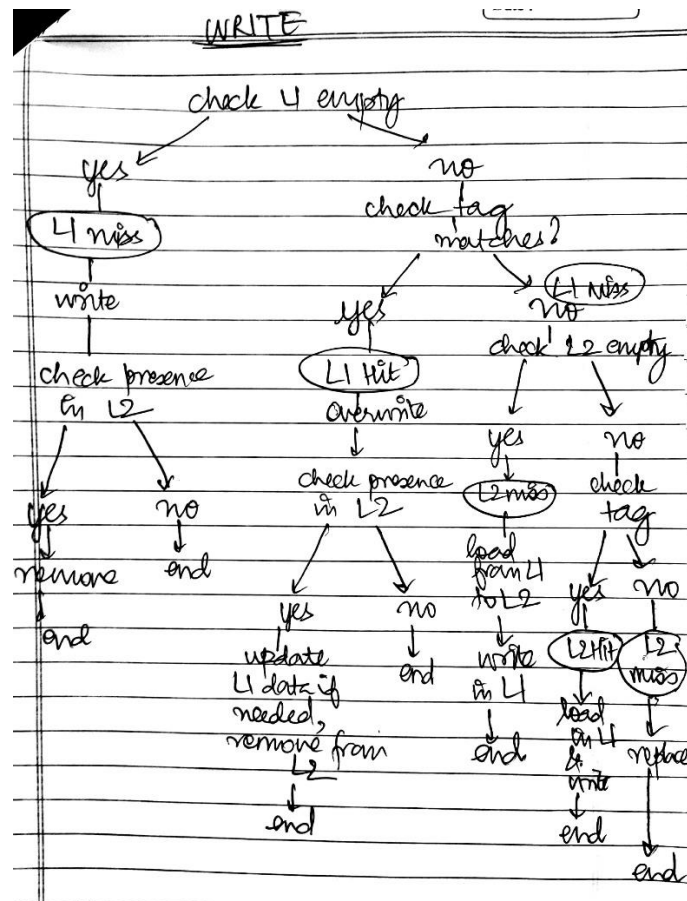 WRITE
check L1 empty
yes
no
L1 miss
check tag
matches?
write
yes
L1 Miss
no
check L2 empty
check presence
in L2
L1 Hit
overwrite
yes
no
yes
no
check presence
in L2
L2 miss
check
tag
remove
end
load
from L1
to L2
yes
no
end
yes
no
write
in L1
L2 Hit
L2
miss
update
L1 data if
needed,
remove from
L2
end
end
load
in L1
&
write
replace
end
end
end